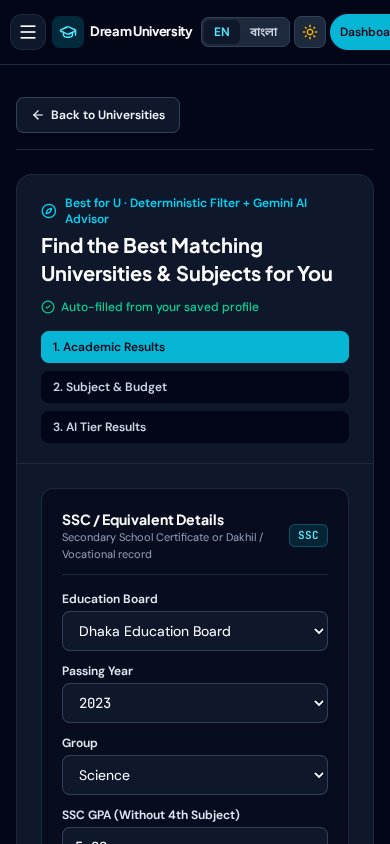 DreamUniversity
EN
বাংলা
Dashboa
Back to Universities
Best for U · Deterministic Filter + Gemini AI
Advisor
Find the Best Matching
Universities & Subjects for You
Auto-filled from your saved profile
1. Academic Results
2. Subject & Budget
3. AI Tier Results
SSC / Equivalent Details
Secondary School Certificate or Dakhil /
Vocational record
SSC
Education Board
Dhaka Education Board
Passing Year
2023
Group
Science
SSC GPA (Without 4th Subject)